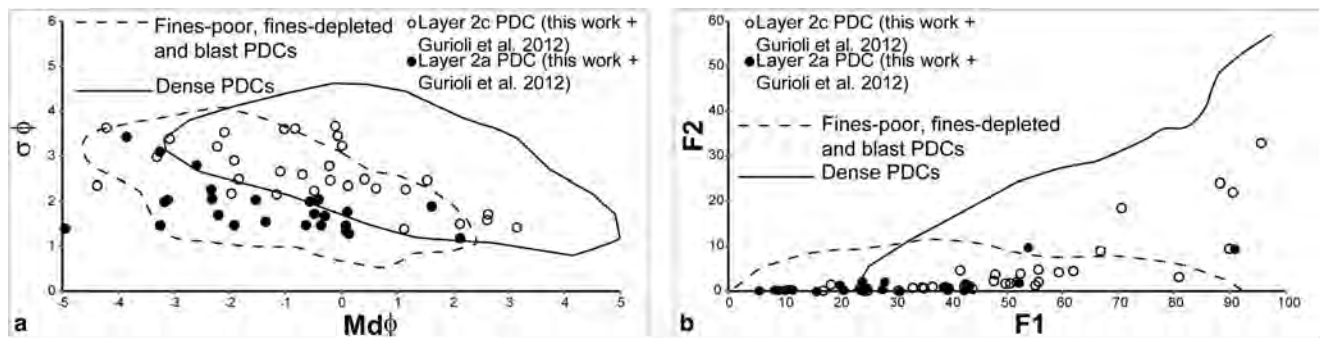 Fines-poor, fines-depleted
and blast PDCs
Dense PDCs
Layer 2c PDC (this work +
Gurioli et al. 2012)
Layer 2a PDC (this work +
Gurioli et al. 2012)
6
5
4
3
2
1
0
σϕ
-5
-4
-3
-2
-1
0
1
2
3
4
5
Mdϕ
a
Layer 2c PDC (this work +
Gurioli et al. 2012)
Layer 2a PDC (this work +
Gurioli et al. 2012)
Fines-poor, fines-depleted
and blast PDCs
Dense PDCs
60
50
40
30
20
10
0
F2
0
10
20
30
40
50
60
70
80
90
100
F1
b